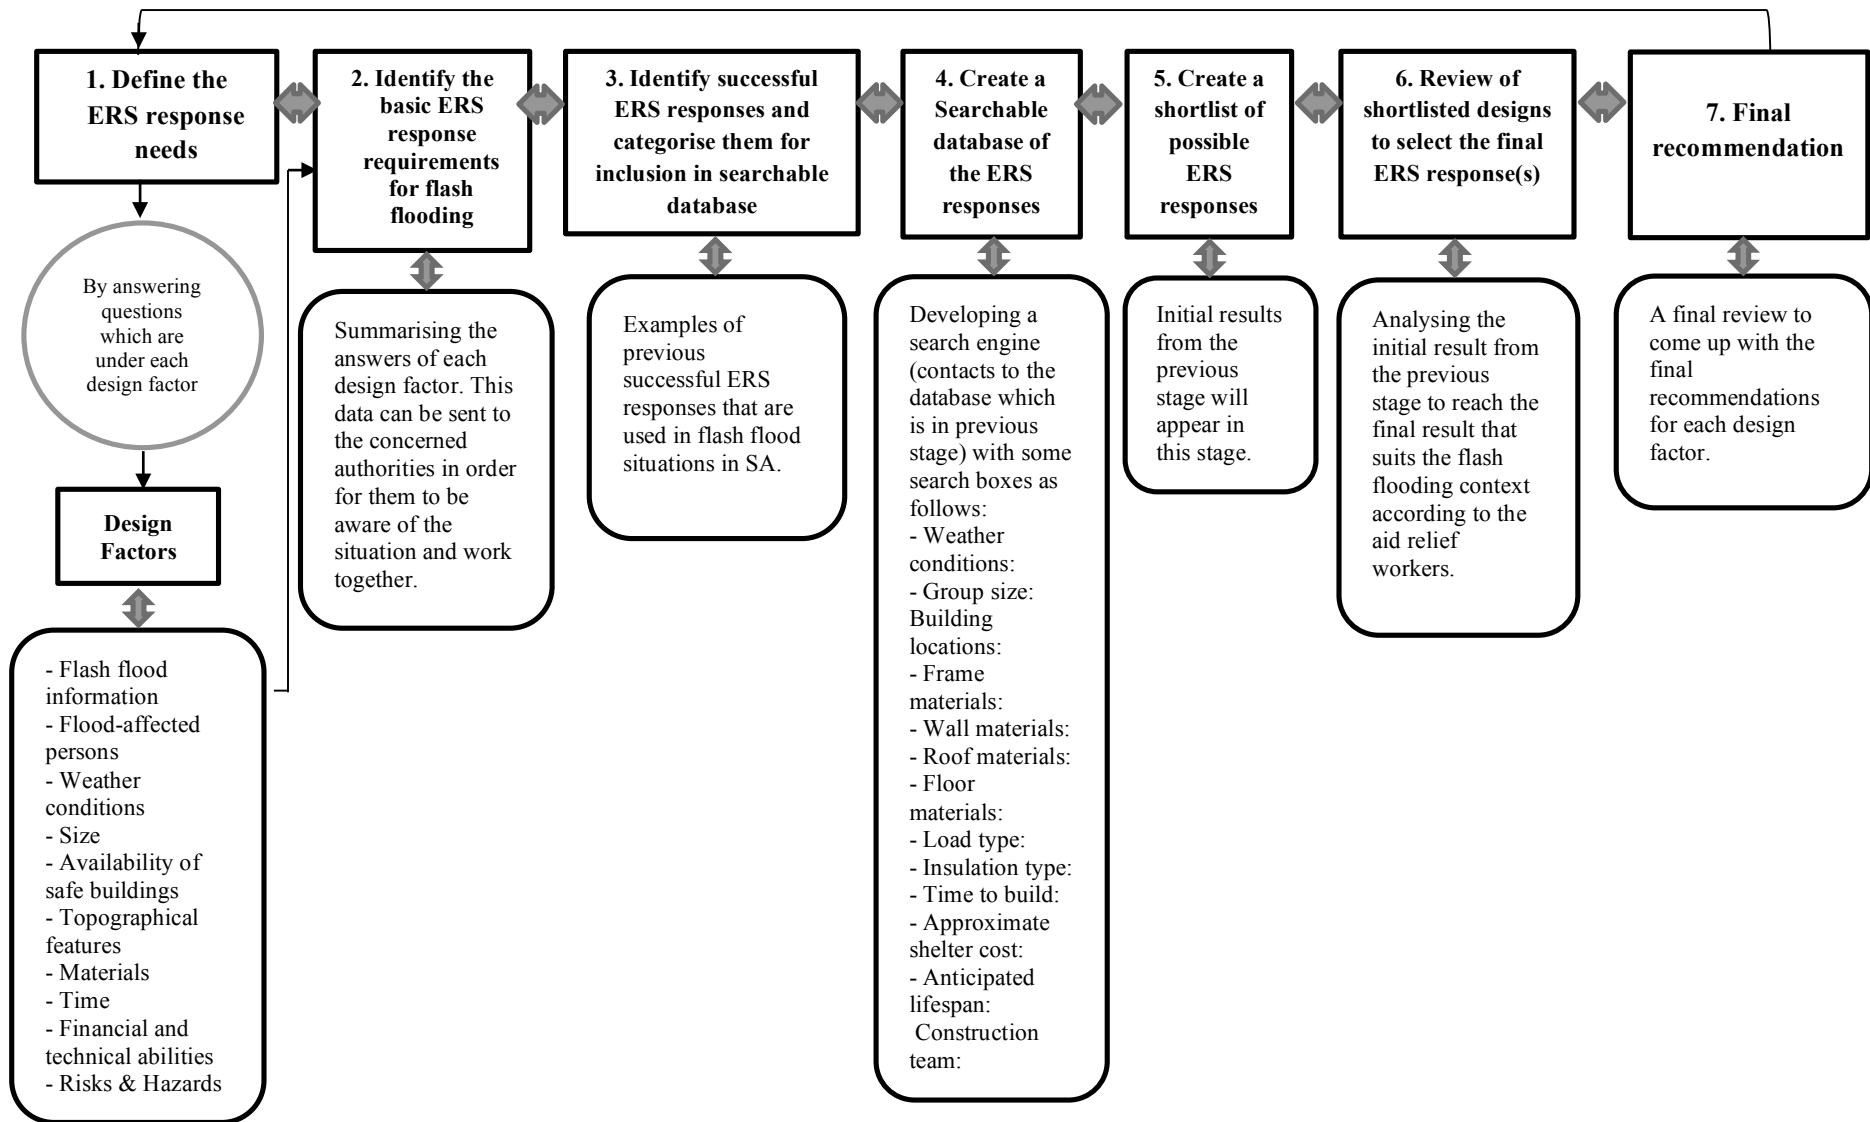 1. Define the
ERS response
needs
2. Identify the
basic ERS
response
requirements
for flash
flooding
3. Identify successful
ERS responses and
categorise them for
inclusion in searchable
database
4. Create a
Searchable
database of
the ERS
responses
5. Create a
shortlist of
possible
ERS
responses
6. Review of
shortlisted designs
to select the final
ERS response(s)
7. Final
recommendation
By answering
questions
which are
under each
design factor
Design
Factors
- Flash flood
information
- Flood-affected
persons
- Weather
conditions
- Size
- Availability of
safe buildings
- Topographical
features
- Materials
- Time
- Financial and
technical abilities
- Risks & Hazards
Summarising the
answers of each
design factor. This
data can be sent to
the concerned
authorities in order
for them to be
aware of the
situation and work
together.
Examples of
previous
successful ERS
responses that are
used in flash flood
situations in SA.
Developing a
search engine
(contacts to the
database which
is in previous
stage) with some
search boxes as
follows:
- Weather
conditions:
- Group size:
Building
locations:
- Frame
materials:
- Wall materials:
- Roof materials:
- Floor
materials:
- Load type:
- Insulation type:
- Time to build:
- Approximate
shelter cost:
- Anticipated
lifespan:
Construction
team:
Initial results
from the
previous
stage will
appear in
this stage.
Analysing the
initial result from
the previous
stage to reach the
final result that
suits the flash
flooding context
according to the
aid relief
workers.
A final review to
come up with the
final
recommendations
for each design
factor.